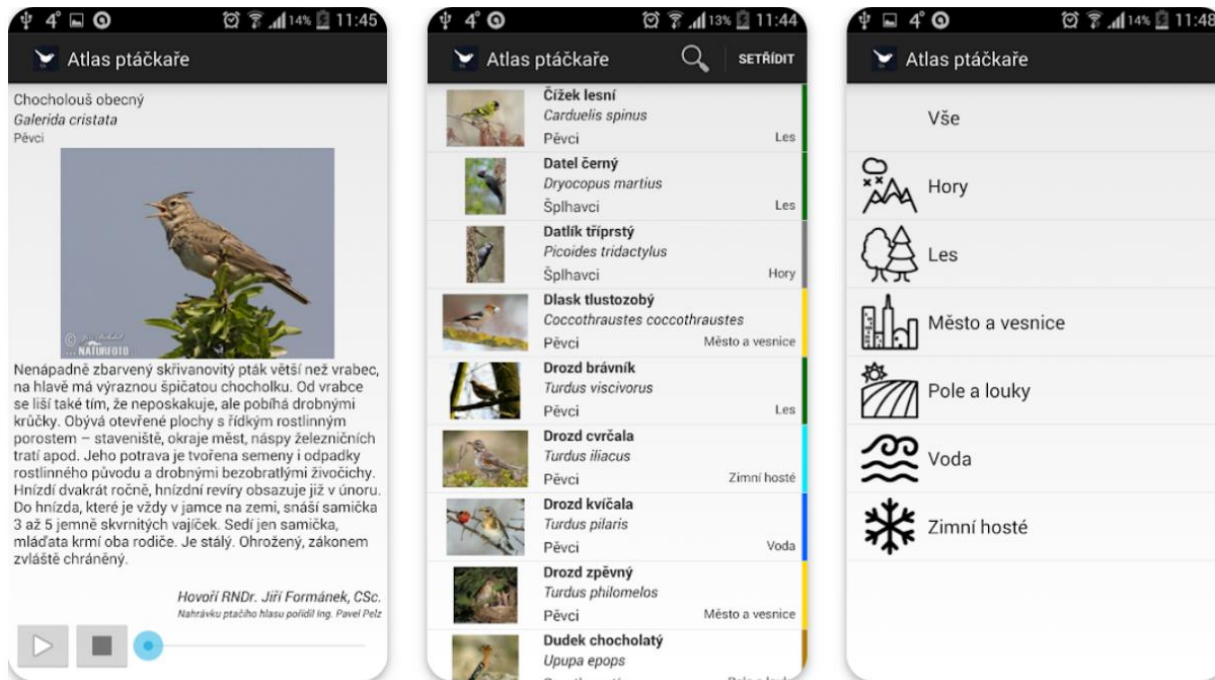 4° 14% 11:45
Atlas ptáčkaře
Chocholouš obecný
Galerida cristata
Pěvci
© ... NATURFOTO
Nenápadně zbarvený skřivanovitý pták větší než vrabec,
na hlavě má výraznou špičatou chocholku. Od vrabce
se liší také tím, že neposkakuje, ale pobíhá drobnými
krůčky. Obývá otevřené plochy s řídkým rostlinným
porostem – staveniště, okraje měst, náspy železničních
tratí apod. Jeho potrava je tvořena semeny i odpadky
rostlinného původu a drobnými bezobratlými živočichy.
Hnízdí dvakrát ročně, hnízdní revíry obsazuje již v únoru.
Do hnízda, které je vždy v jamce na zemi, snáší samička
3 až 5 jemně skvrnitých vajíček. Sedí jen samička,
mláďata krmí oba rodiče. Je stálý. Ohrožený, zákonem
zvláště chráněný.
Hovoří RNDr. Jiří Formánek, CSc.
Nahrávku ptačího hlasu pořídil Ing. Pavel Pelz
4° 13% 11:44
Atlas ptáčkaře SETŘÍDIT
Čížek lesní
Carduelis spinus
Pěvci Les
Datel černý
Dryocopus martius
Šplhavci Les
Datlík tříprstý
Picoides tridactylus
Šplhavci Hory
Dlask tlustozobý
Coccothraustes coccothraustes
Pěvci Město a vesnice
Drozd brávník
Turdus viscivorus
Pěvci Les
Drozd cvrčala
Turdus iliacus
Pěvci Zimní hosté
Drozd kvíčala
Turdus pilaris
Pěvci Voda
Drozd zpěvný
Turdus philomelos
Pěvci Město a vesnice
Dudek chocholatý
Upupa epops
4° 14% 11:48
Atlas ptáčkaře
Vše
Hory
Les
Město a vesnice
Pole a louky
Voda
Zimní hosté